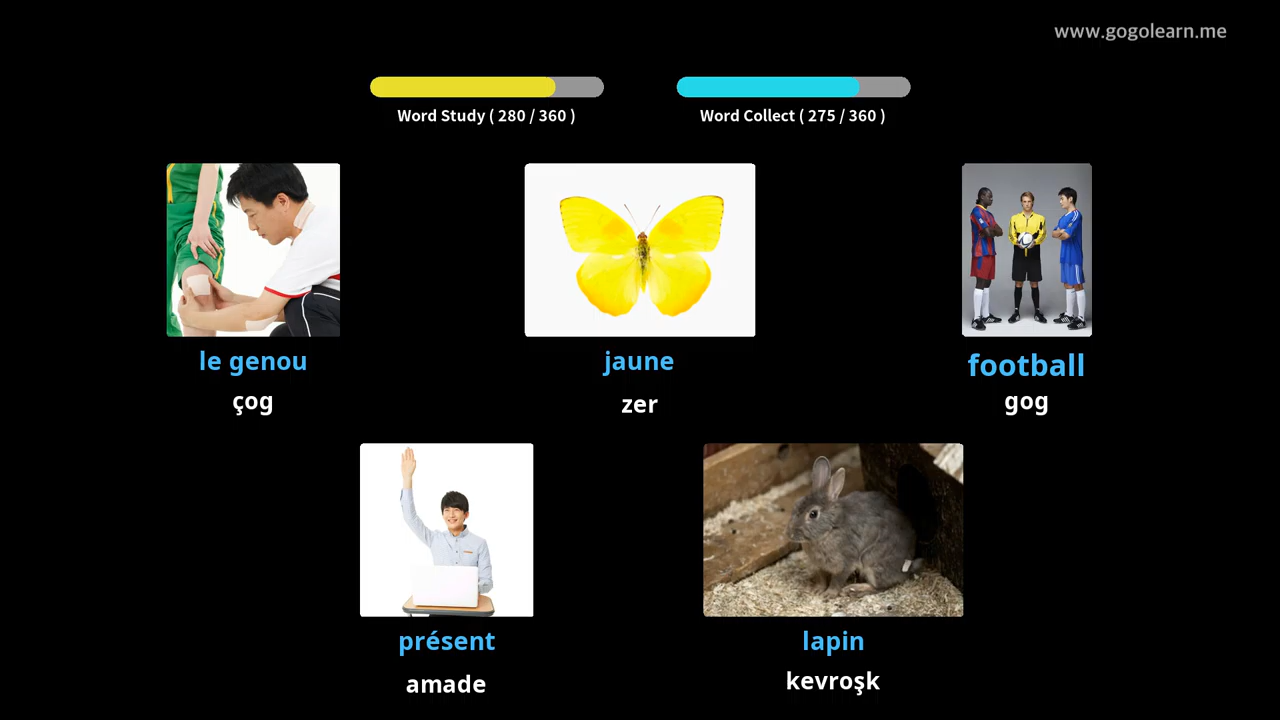 www.gogolearn.me
Word Study ( 280 / 360 )
Word Collect ( 275 / 360 )
le genou
jaune
football
çog
zer
gog
présent
lapin
amade
kevroşk